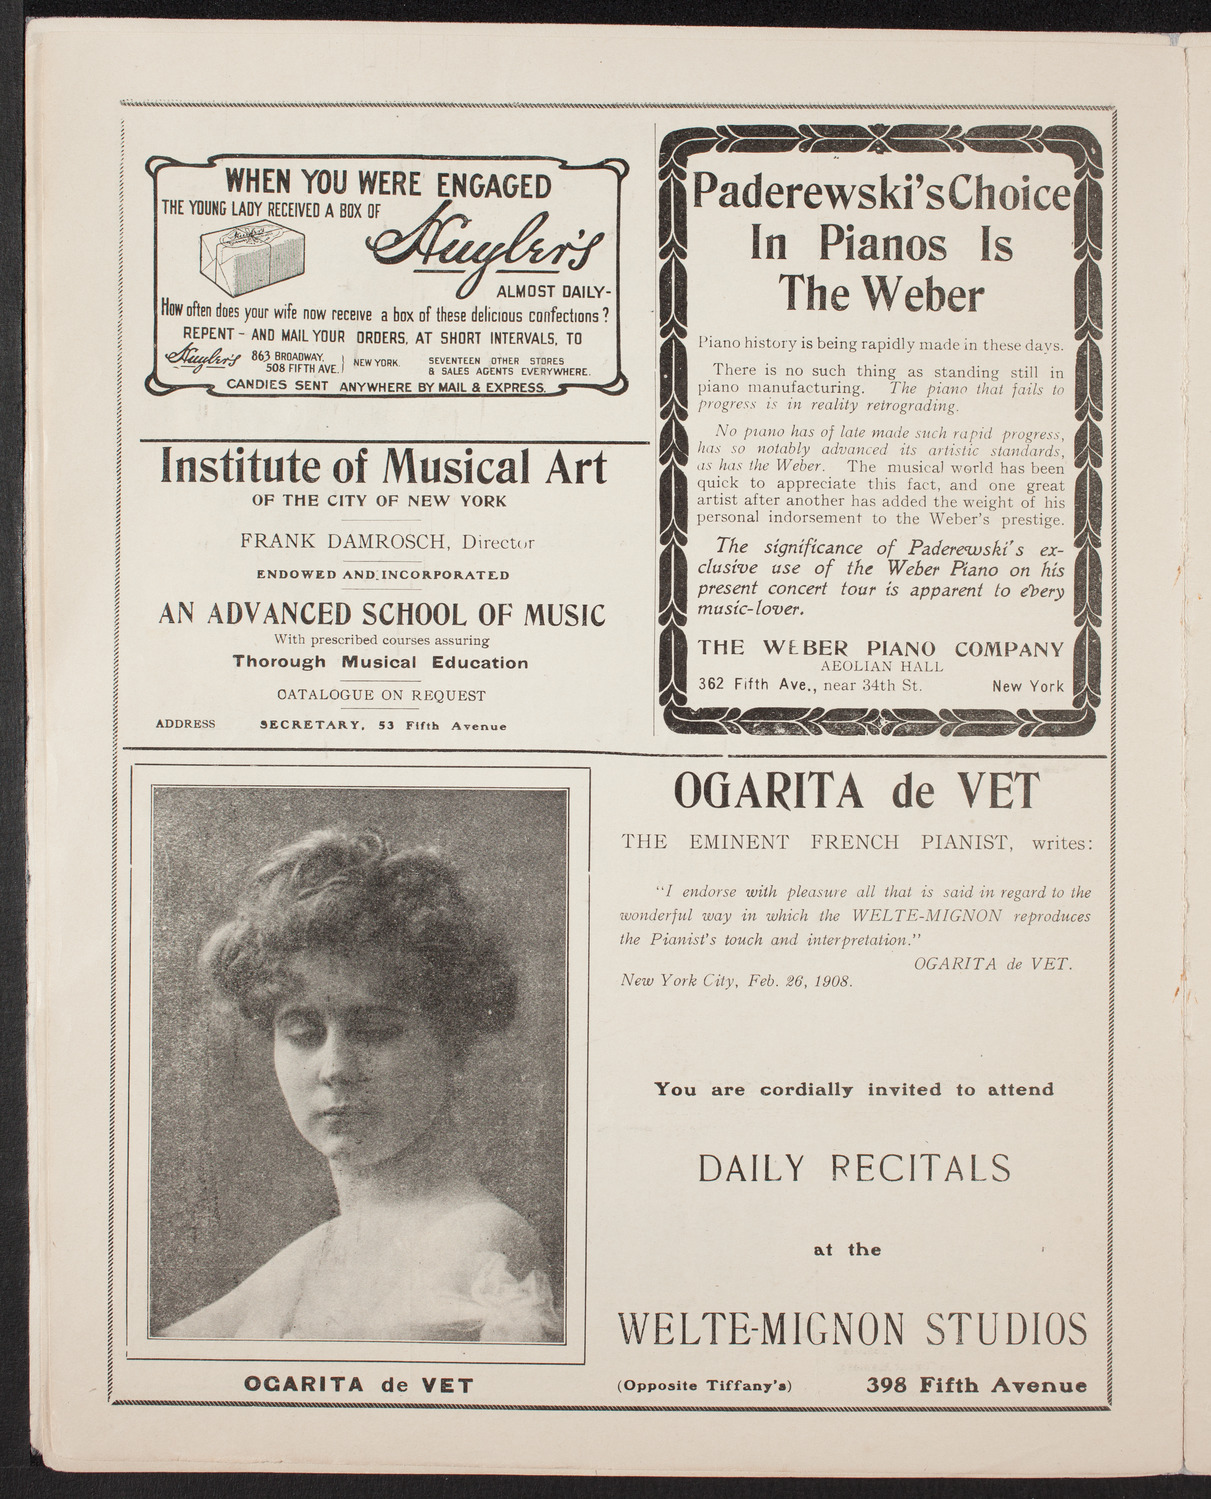 WHEN YOU WERE ENGAGED
THE YOUNG LADY RECEIVED A BOX OF
Huyler's
Huyler's
ALMOST DAILY-
How often does your wife now receive a box of these delicious confections?
REPENT - AND MAIL YOUR ORDERS, AT SHORT INTERVALS, TO
Huyler's 863 BROADWAY, 508 FIFTH AVE. NEW YORK. SEVENTEEN OTHER STORES & SALES AGENTS EVERYWHERE.
CANDIES SENT ANYWHERE BY MAIL & EXPRESS.
Institute of Musical Art
OF THE CITY OF NEW YORK
FRANK DAMROSCH, Director
ENDOWED AND INCORPORATED
AN ADVANCED SCHOOL OF MUSIC
With prescribed courses assuring
Thorough Musical Education
CATALOGUE ON REQUEST
ADDRESS SECRETARY, 53 Fifth Avenue
Paderewski's Choice
In Pianos Is
The Weber
Piano history is being rapidly made in these days.
There is no such thing as standing still in
piano manufacturing. The piano that fails to
progress is in reality retrograding.
No piano has of late made such rapid progress,
has so notably advanced its artistic standards,
as has the Weber. The musical world has been
quick to appreciate this fact, and one great
artist after another has added the weight of his
personal indorsement to the Weber's prestige.
The significance of Paderewski's ex-
clusive use of the Weber Piano on his
present concert tour is apparent to every
music-lover.
THE WEBER PIANO COMPANY
AEOLIAN HALL
362 Fifth Ave., near 34th St. New York
OGARITA de VET
THE EMINENT FRENCH PIANIST, writes:
"I endorse with pleasure all that is said in regard to the
wonderful way in which the WELTE-MIGNON reproduces
the Pianist's touch and interpretation."
OGARITA de VET.
New York City, Feb. 26, 1908.
You are cordially invited to attend
DAILY RECITALS
at the
WELTE-MIGNON STUDIOS
(Opposite Tiffany's) 398 Fifth Avenue
OGARITA de VET